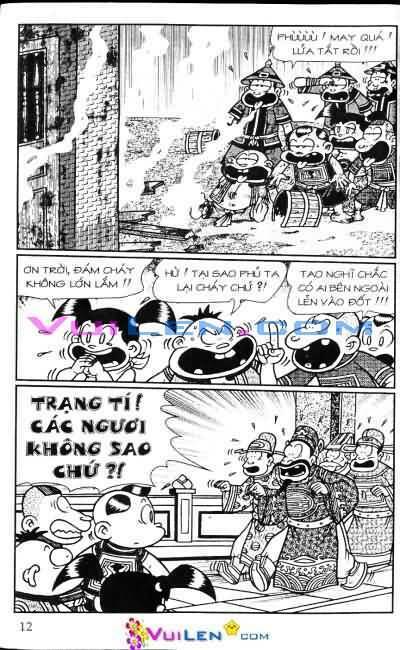 PHÙÙÙÙ! MAY QUÁ!
LỬA TẮT RỒI!!!
ƠN TRỜI, ĐÁM CHÁY
KHÔNG LỚN LẮM!!
HỪ! TẠI SAO PHỦ TA
LẠI CHÁY CHỨ?!
TAO NGHĨ CHẮC
CÓ AI BÊN NGOÀI
LẺN VÀO ĐỐT!!!
VUILEN.COM
TRẠNG TÍ!
CÁC NGƯƠI
KHÔNG SAO
CHỨ?!
12
VUILEN.COM